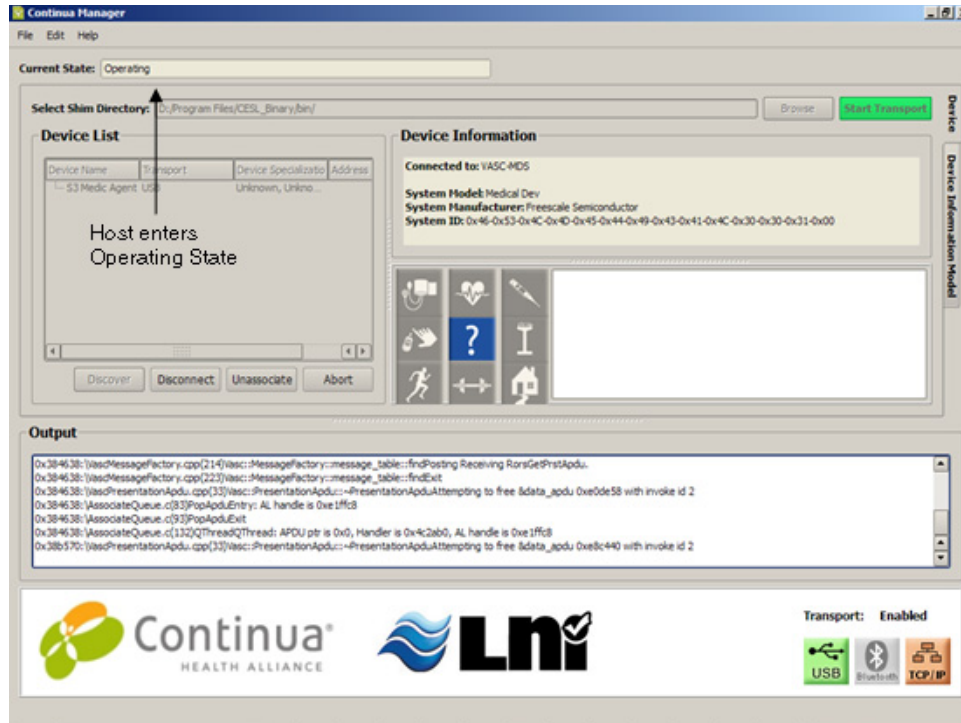 Continua Manager
File Edit Help
Current State: Operating
Select Shim Directory: D:/Program Files/CESL_Binary/bin/
Browse
Start Transport
Device
Device Information Model
Device List
Device Name Transport Device Specializatio Address
S3 Medic Agent USB Unknown, Unkno...
Host enters
Operating State
Discover Disconnect Unassociate Abort
Device Information
Connected to: VASC-MDS
System Model: Medical Dev
System Manufacturer: Freescale Semiconductor
System ID: 0x46-0x53-0x4C-0x4D-0x45-0x44-0x49-0x43-0x41-0x4C-0x30-0x30-0x31-0x00
?
Output
0x384638:\VascMessageFactory.cpp(214)Vasc::MessageFactory::message_table::findPosting Receiving RorsGetPrstApdu.
0x384638:\VascMessageFactory.cpp(223)Vasc::MessageFactory::message_table::findExit
0x384638:\VascPresentationApdu.cpp(33)Vasc::PresentationApdu::~PresentationApduAttempting to free &data_apdu 0xe0de58 with invoke id 2
0x384638:\AssociateQueue.c(83)PopApduEntry: AL handle is 0xe1ffc8
0x384638:\AssociateQueue.c(93)PopApduExit
0x384638:\AssociateQueue.c(132)QThreadQThread: APDU ptr is 0x0, Handler is 0x4c2ab0, AL handle is 0xe1ffc8
0x38b570:\VascPresentationApdu.cpp(33)Vasc::PresentationApdu::~PresentationApduAttempting to free &data_apdu 0xe8c440 with invoke id 2
Continua®
HEALTH ALLIANCE
LNI
Transport: Enabled
USB
Bluetooth
TCP/IP